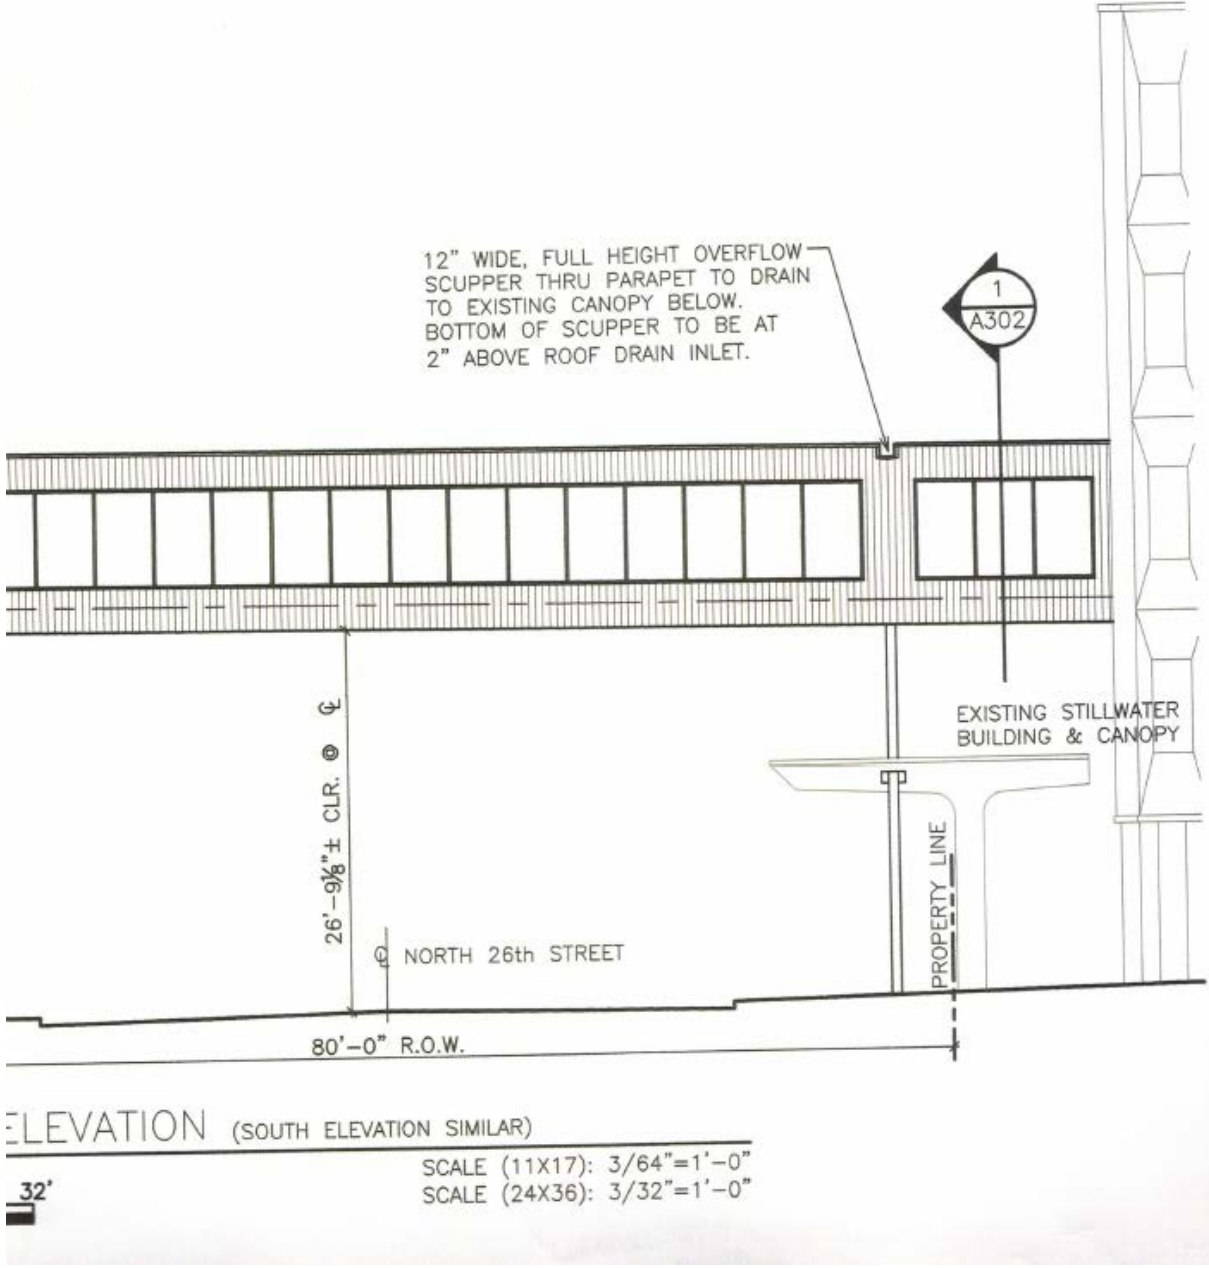 12" WIDE, FULL HEIGHT OVERFLOW
SCUPPER THRU PARAPET TO DRAIN
TO EXISTING CANOPY BELOW.
BOTTOM OF SCUPPER TO BE AT
2" ABOVE ROOF DRAIN INLET.
1
A302
EXISTING STILLWATER
BUILDING & CANOPY
26'-9⅛"± CLR. @ ℄
PROPERTY LINE
℄ NORTH 26th STREET
80'-0" R.O.W.
ELEVATION (SOUTH ELEVATION SIMILAR)
SCALE (11X17): 3/64"=1'-0"
SCALE (24X36): 3/32"=1'-0"
32'